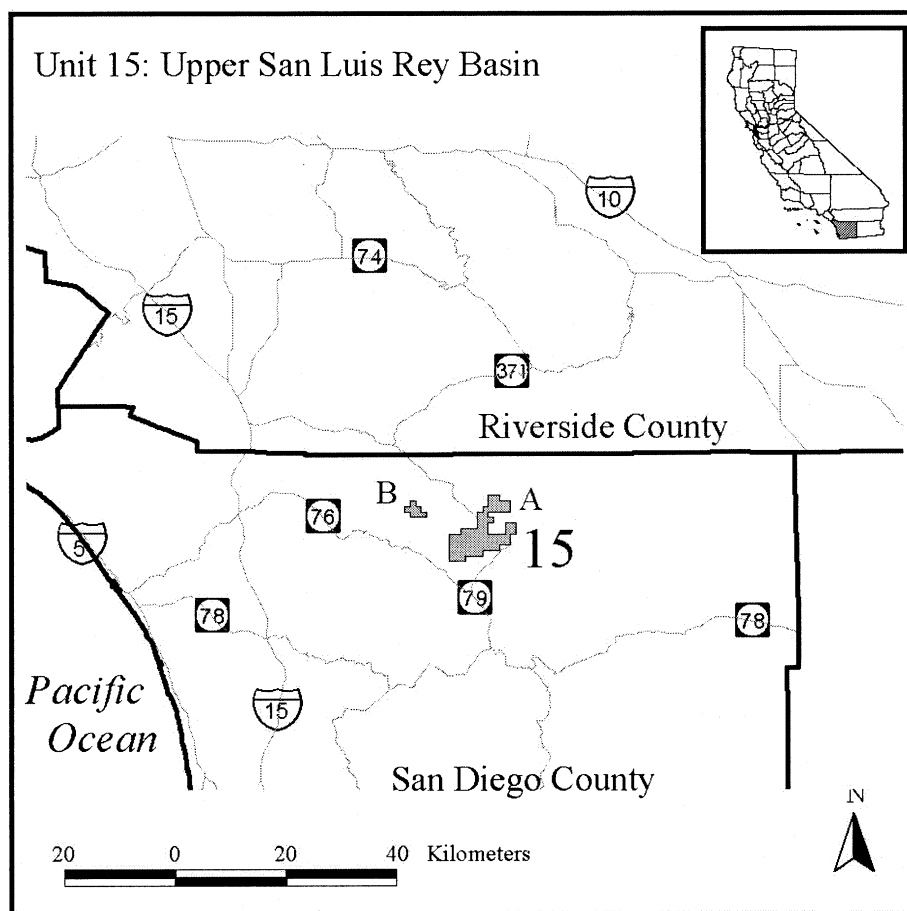 Unit 15: Upper San Luis Rey Basin
10
74
15
371
Riverside County
B
A
76
15
5
79
78
78
Pacific
Ocean
15
San Diego County
N
20 0 20 40 Kilometers